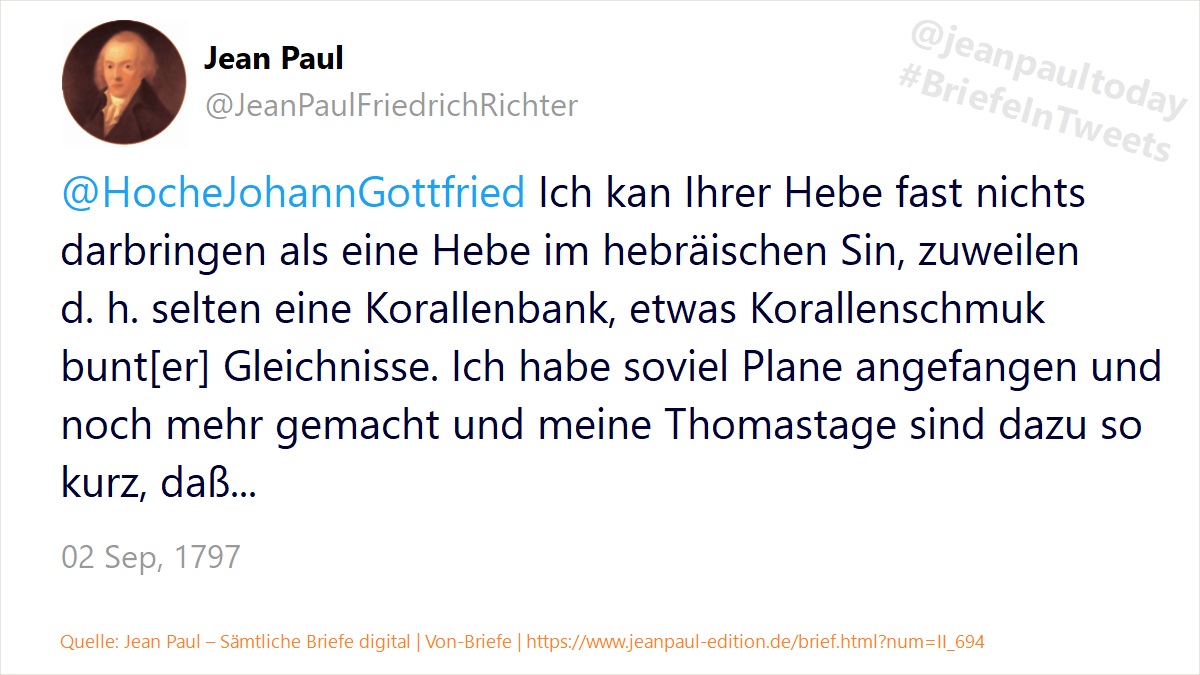 Jean Paul
@JeanPaulFriedrichRichter
@jeanpaultoday
#BriefeInTweets
@HocheJohannGottfried Ich kan Ihrer Hebe fast nichts
darbringen als eine Hebe im hebräischen Sin, zuweilen
d. h. selten eine Korallenbank, etwas Korallenschmuk
bunt[er] Gleichnisse. Ich habe soviel Plane angefangen und
noch mehr gemacht und meine Thomastage sind dazu so
kurz, daß...
02 Sep, 1797
Quelle: Jean Paul – Sämtliche Briefe digital | Von-Briefe | https://www.jeanpaul-edition.de/brief.html?num=II_694